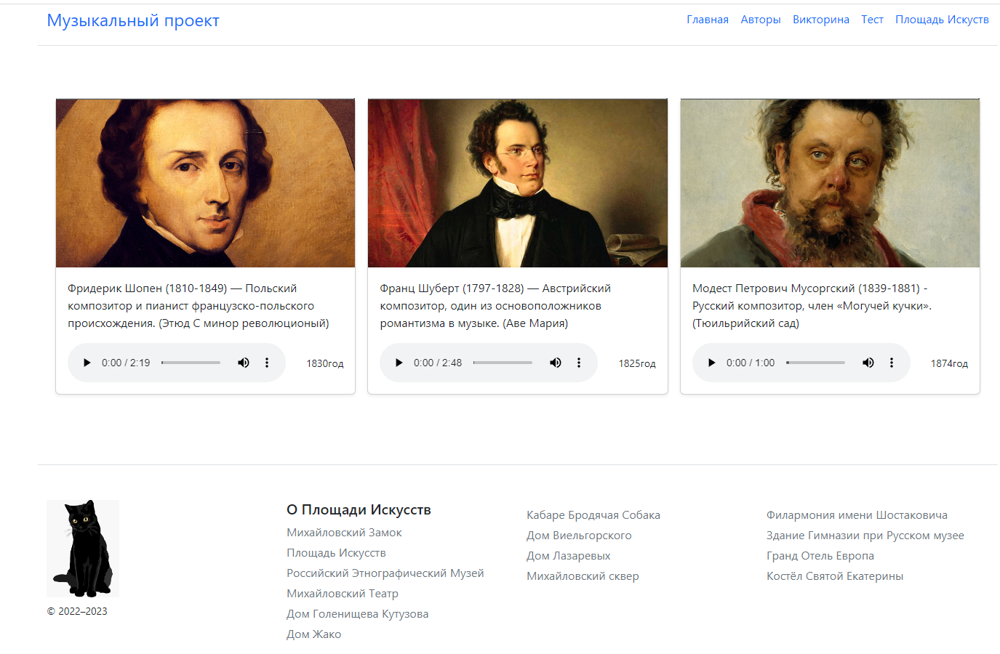 Музыкальный проект
Главная Авторы Викторина Тест Площадь Искуств
Фридерик Шопен (1810-1849) — Польский
композитор и пианист французско-польского
происхождения. (Этюд С минор революционый)
0:00 / 2:19
1830год
Франц Шуберт (1797-1828) — Австрийский
композитор, один из основоположников
романтизма в музыке. (Аве Мария)
0:00 / 2:48
1825год
Модест Петрович Мусоргский (1839-1881) -
Русский композитор, член «Могучей кучки».
(Тюильрийский сад)
0:00 / 1:00
1874год
© 2022–2023
О Площади Искусств
Михайловский Замок
Площадь Искусств
Российский Этнографический Музей
Михайловский Театр
Дом Голенищева Кутузова
Дом Жако
Кабаре Бродячая Собака
Дом Виельгорского
Дом Лазаревых
Михайловский сквер
Филармония имени Шостаковича
Здание Гимназии при Русском музее
Гранд Отель Европа
Костёл Святой Екатерины